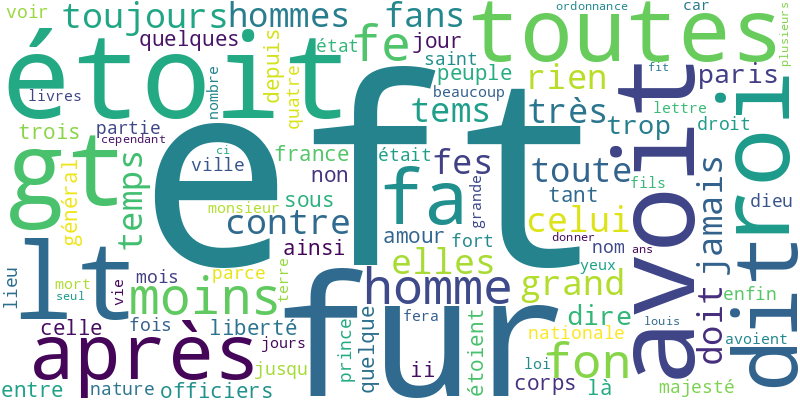 voir toujours hommes fans toutes ordonnance car plusieurs
quelques état fe jour saint
étoit livres nombre depuis quatre peuple beaucoup rien avoit fit paris roi
eft tems très trop lettre droit
trois partie cependant ci ville france était fes toute dit
gt temps général non fat grande tant fils jamais dieu
monsieur sous contre celui donner nom ans
lt ainsi amour fort elles yeux
lieu mort seul vie mois parce terre homme grand enfin
moins fur
celle fois liberté fera dire nationale louis doit avoient
après jours prince quelque étoient fon loi
jusqu ii corps là majesté
entre nature officiers